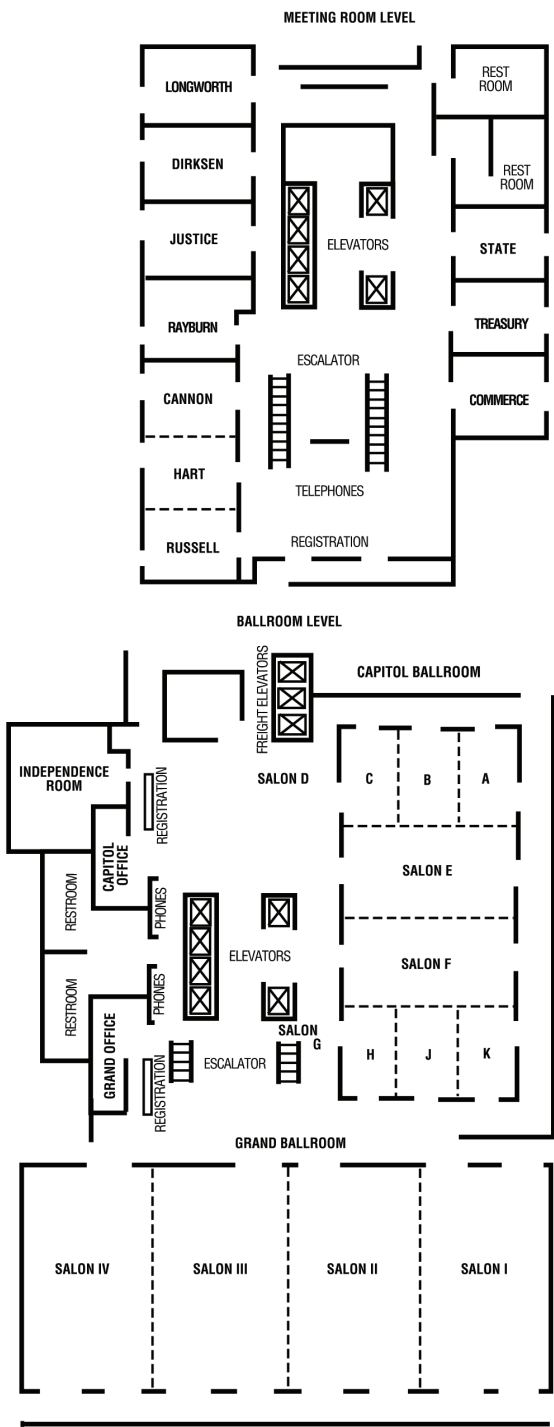 MEETING ROOM LEVEL
REST
ROOM
LONGWORTH
DIRKSEN
REST
ROOM
JUSTICE
ELEVATORS
STATE
RAYBURN
TREASURY
ESCALATOR
CANNON
COMMERCE
HART
TELEPHONES
RUSSELL
REGISTRATION
BALLROOM LEVEL
CAPITOL BALLROOM
FREIGHT ELEVATORS
INDEPENDENCE
ROOM
REGISTRATION
SALON D
C
B
A
CAPITOL
OFFICE
SALON E
RESTROOM
PHONES
ELEVATORS
SALON F
RESTROOM
PHONES
SALON
G
GRAND OFFICE
ESCALATOR
H
J
K
REGISTRATION
GRAND BALLROOM
SALON IV
SALON III
SALON II
SALON I